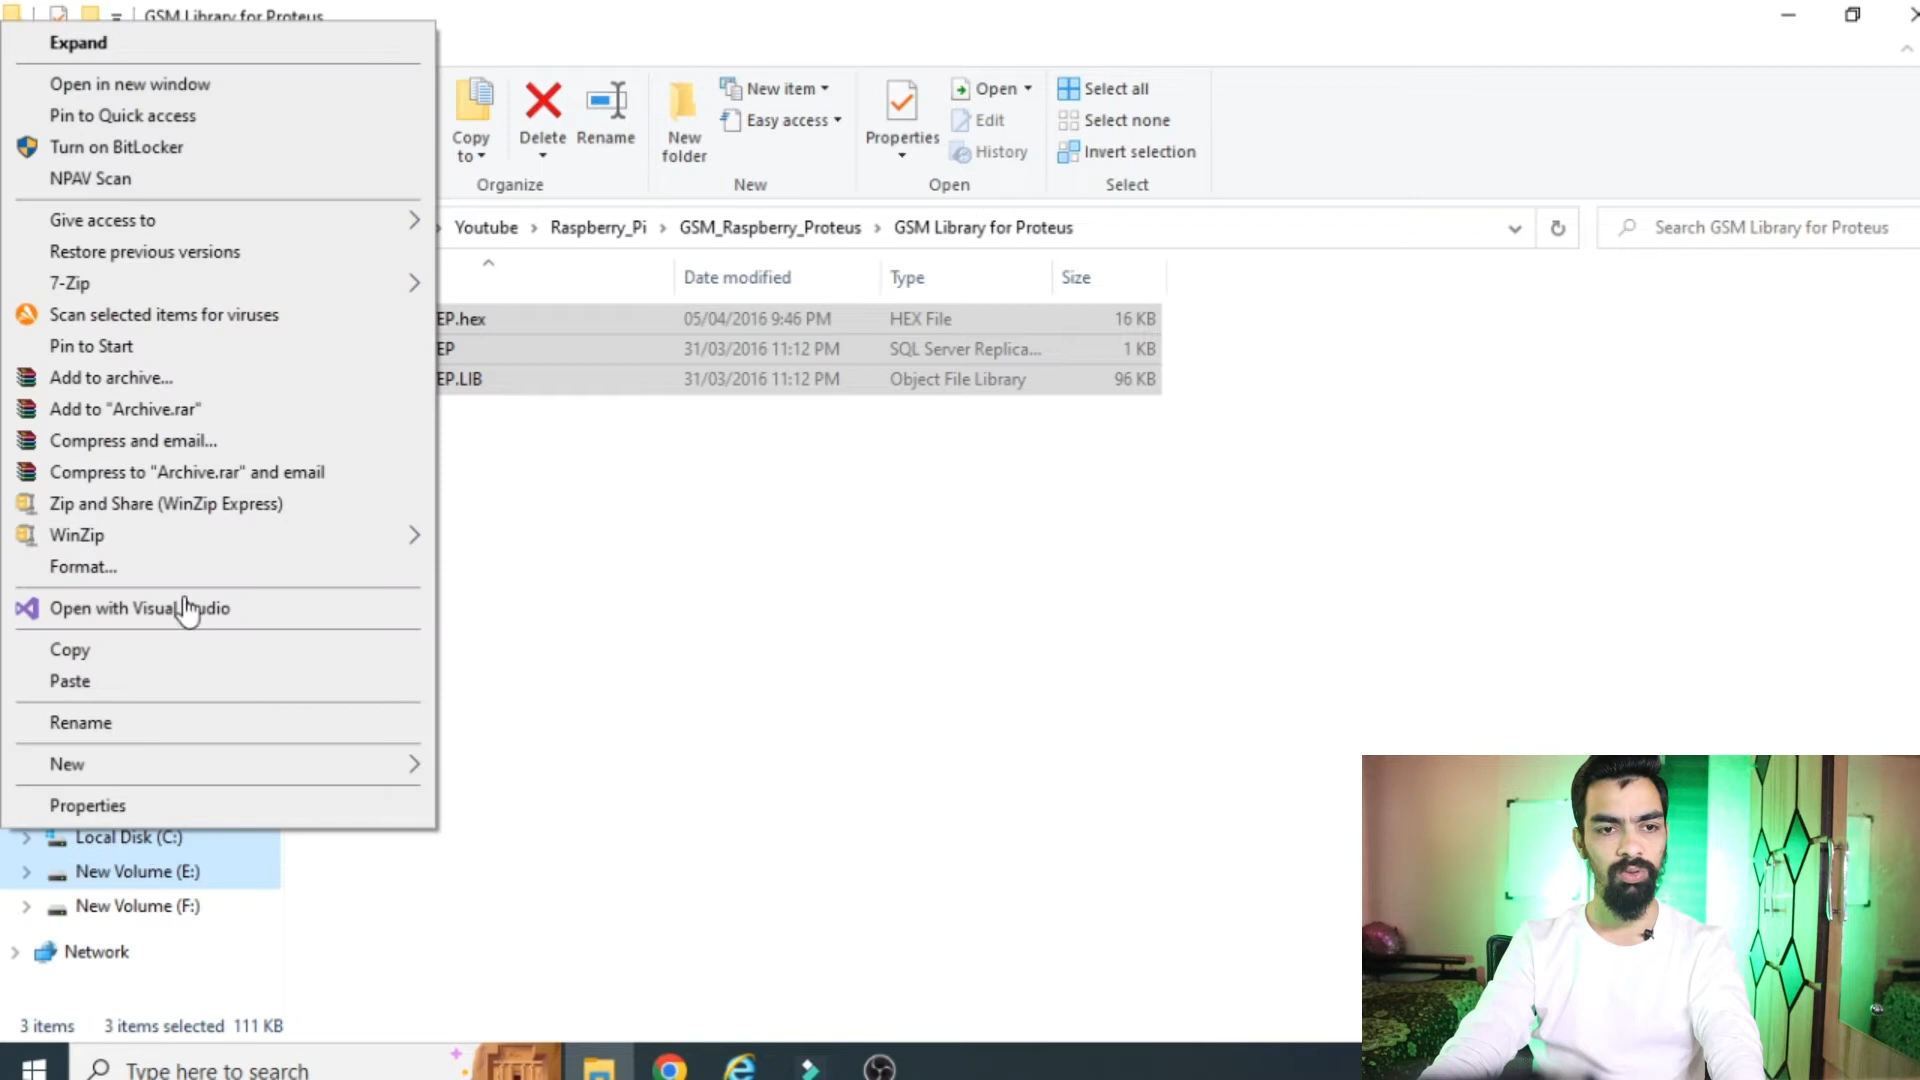 GSM Library for Proteus
Expand
Open in new window
Pin to Quick access
Turn on BitLocker
NPAV Scan
Give access to
Restore previous versions
7-Zip
Scan selected items for viruses
Pin to Start
Add to archive...
Add to "Archive.rar"
Compress and email...
Compress to "Archive.rar" and email
Zip and Share (WinZip Express)
WinZip
Format...
Open with Visual Studio
Copy
Paste
Rename
New
Properties
Copy to
Delete
Rename
Organize
New folder
New item
Easy access
New
Properties
Open
Edit
History
Open
Select all
Select none
Invert selection
Select
Youtube > Raspberry_Pi > GSM_Raspberry_Proteus > GSM Library for Proteus
Search GSM Library for Proteus
Date modified Type Size
EP.hex 05/04/2016 9:46 PM HEX File 16 KB
EP 31/03/2016 11:12 PM SQL Server Replica... 1 KB
EP.LIB 31/03/2016 11:12 PM Object File Library 96 KB
Local Disk (C:)
New Volume (E:)
New Volume (F:)
Network
3 items 3 items selected 111 KB
Type here to search